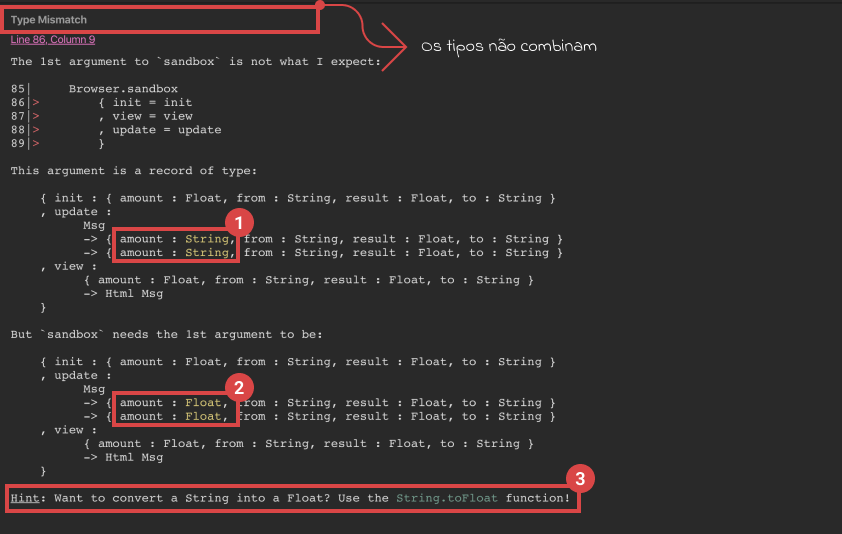 Type Mismatch
Os tipos não combinam
Line 86, Column 9
The 1st argument to `sandbox` is not what I expect:
85|     Browser.sandbox
86|>         { init = init
87|>         , view = view
88|>         , update = update
89|>         }
This argument is a record of type:
    { init : { amount : Float, from : String, result : Float, to : String }
    , update :
1
          Msg
          -> { amount : String, from : String, result : Float, to : String }
          -> { amount : String, from : String, result : Float, to : String }
    , view :
          { amount : Float, from : String, result : Float, to : String }
          -> Html Msg
    }
But `sandbox` needs the 1st argument to be:
    { init : { amount : Float, from : String, result : Float, to : String }
    , update :
2
          Msg
          -> { amount : Float, from : String, result : Float, to : String }
          -> { amount : Float, from : String, result : Float, to : String }
    , view :
          { amount : Float, from : String, result : Float, to : String }
          -> Html Msg
    }
3
Hint: Want to convert a String into a Float? Use the String.toFloat function!